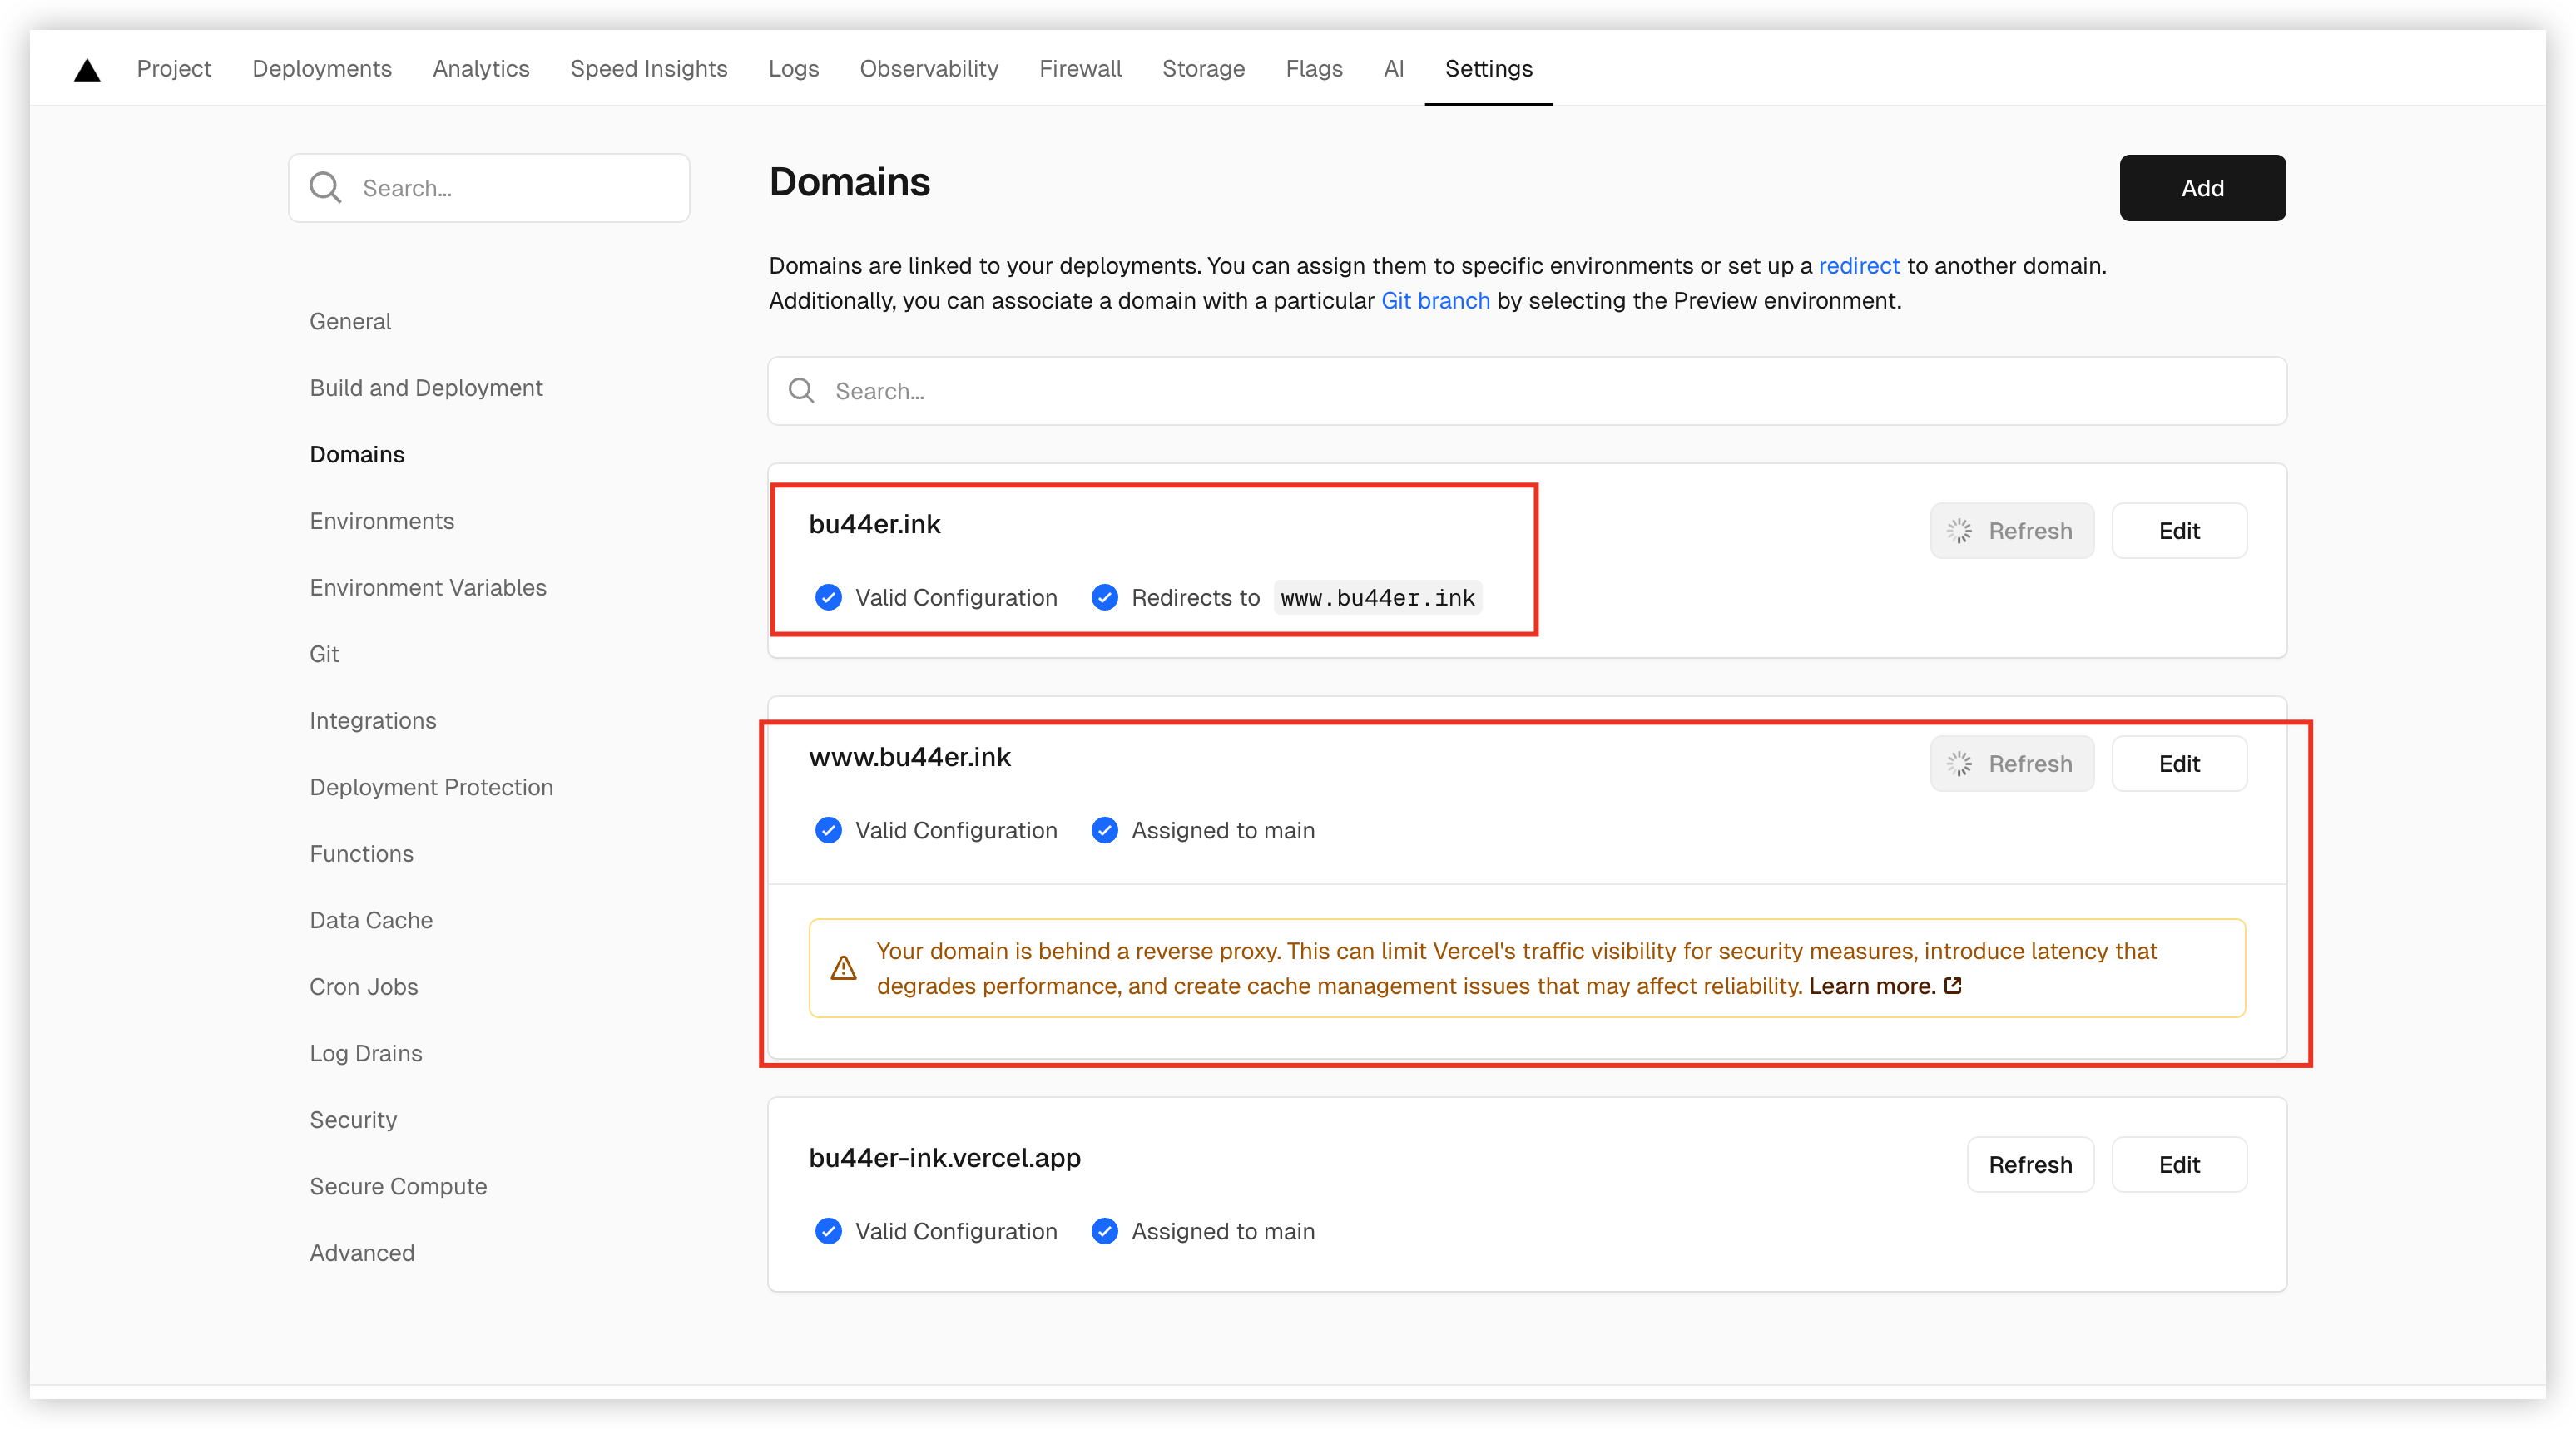 Project Deployments Analytics Speed Insights Logs Observability Firewall Storage Flags AI Settings
Search...
General
Build and Deployment
Domains
Environments
Environment Variables
Git
Integrations
Deployment Protection
Functions
Data Cache
Cron Jobs
Log Drains
Security
Secure Compute
Advanced
Domains
Add
Domains are linked to your deployments. You can assign them to specific environments or set up a redirect to another domain.
Additionally, you can associate a domain with a particular Git branch by selecting the Preview environment.
Search...
bu44er.ink
Refresh Edit
Valid Configuration Redirects to www.bu44er.ink
www.bu44er.ink
Refresh Edit
Valid Configuration Assigned to main
Your domain is behind a reverse proxy. This can limit Vercel's traffic visibility for security measures, introduce latency that
degrades performance, and create cache management issues that may affect reliability. Learn more.
bu44er-ink.vercel.app
Refresh Edit
Valid Configuration Assigned to main